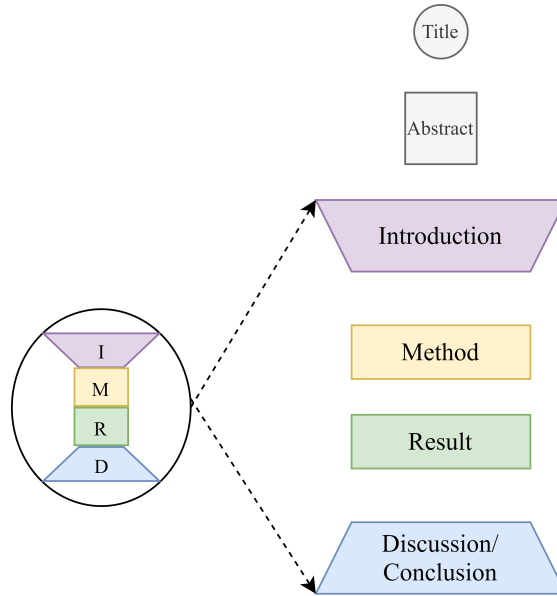 Title
Abstract
Introduction
Method
Result
Discussion/
Conclusion
I
M
R
D